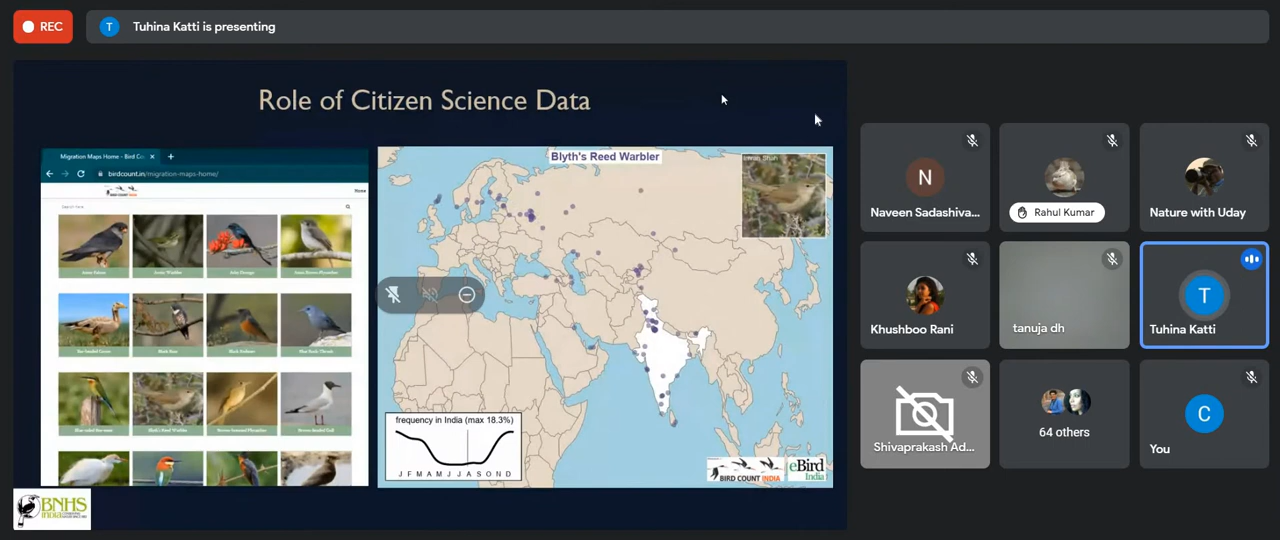 REC
T
Tuhina Katti is presenting
Role of Citizen Science Data
Migration Maps Home - Bird Co
birdcount.in/migration-maps-home/
Home
Blyth's Reed Warbler
frequency in India (max 18.3%)
J F M A M J J A S O N D
BIRD COUNT INDIA
eBird
India
BNHS
india
N
Naveen Sadashiva...
Rahul Kumar
Nature with Uday
Khushboo Rani
tanuja dh
T
Tuhina Katti
Shivaprakash Ad...
64 others
C
You